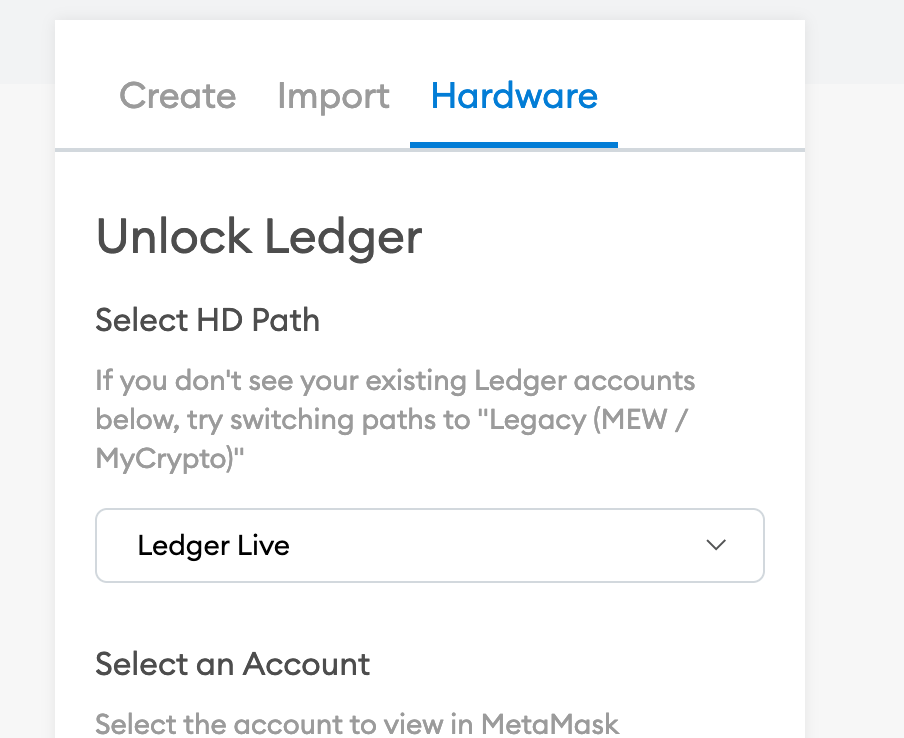 Create Import Hardware
Unlock Ledger
Select HD Path
If you don't see your existing Ledger accounts
below, try switching paths to "Legacy (MEW /
MyCrypto)"
Ledger Live
Select an Account
Select the account to view in MetaMask